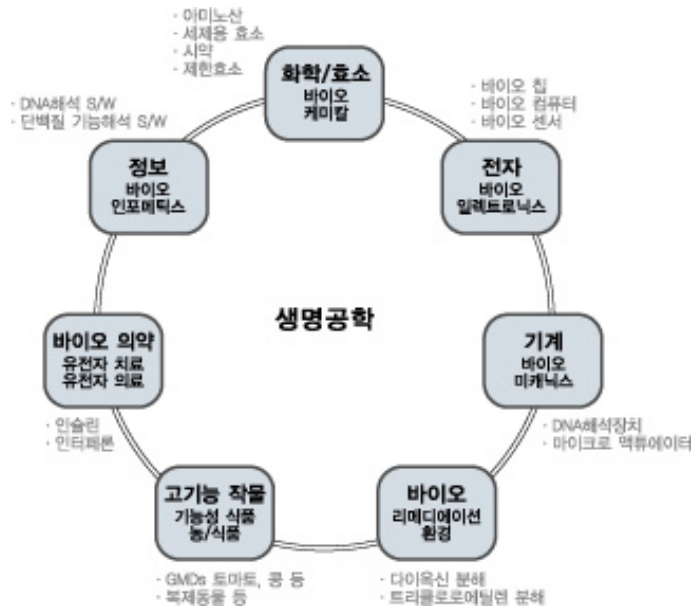 · 아미노산
· 세제용 효소
· 시약
· 제한효소
화학/효소
바이오
케미칼
· 바이오 칩
· 바이오 컴퓨터
· 바이오 센서
전자
바이오
일렉트로닉스
· DNA해석 S/W
· 단백질 기능해석 S/W
정보
바이오
인포메틱스
생명공학
바이오 의약
유전자 치료
유전자 의료
· 인슐린
· 인터페론
기계
바이오
미캐닉스
· DNA해석장치
· 마이크로 액튜에이터
고기능 작물
기능성 식품
농/식품
· GMDs 토마토, 콩 등
· 복제동물 등
바이오
리메디에이션
환경
· 다이옥신 분해
· 트리클로로에틸렌 분해